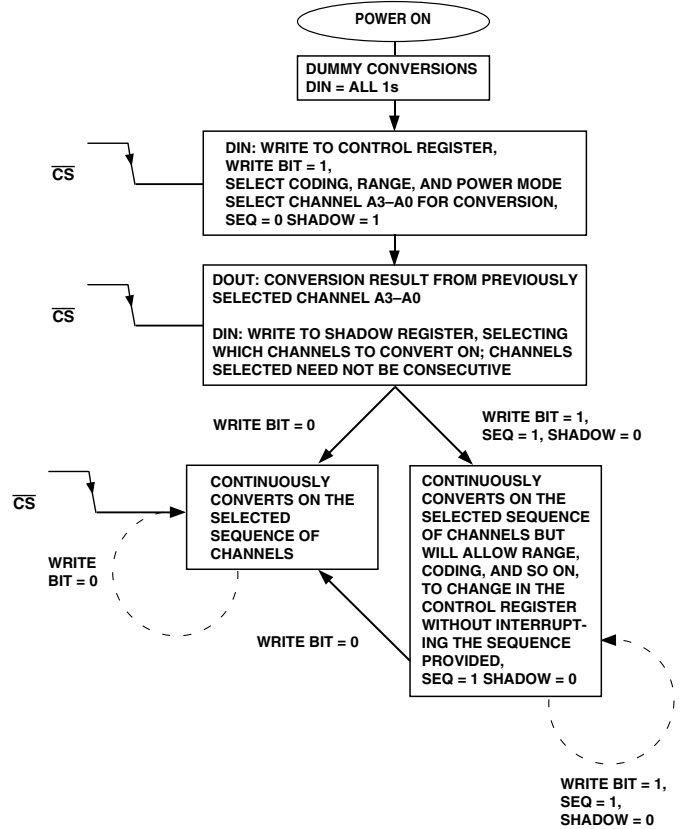 POWER ON
DUMMY CONVERSIONS
DIN = ALL 1s
CS
DIN: WRITE TO CONTROL REGISTER,
WRITE BIT = 1,
SELECT CODING, RANGE, AND POWER MODE
SELECT CHANNEL A3–A0 FOR CONVERSION,
SEQ = 0 SHADOW = 1
CS
DOUT: CONVERSION RESULT FROM PREVIOUSLY
SELECTED CHANNEL A3–A0
DIN: WRITE TO SHADOW REGISTER, SELECTING
WHICH CHANNELS TO CONVERT ON; CHANNELS
SELECTED NEED NOT BE CONSECUTIVE
WRITE BIT = 0
WRITE BIT = 1,
SEQ = 1, SHADOW = 0
CS
CONTINUOUSLY
CONVERTS ON THE
SELECTED
SEQUENCE OF
CHANNELS
WRITE
BIT = 0
CONTINUOUSLY
CONVERTS ON THE
SELECTED SEQUENCE
OF CHANNELS BUT
WILL ALLOW RANGE,
CODING, AND SO ON,
TO CHANGE IN THE
CONTROL REGISTER
WITHOUT INTERRUPT-
ING THE SEQUENCE
PROVIDED,
SEQ = 1 SHADOW = 0
WRITE BIT = 0
WRITE BIT = 1,
SEQ = 1,
SHADOW = 0